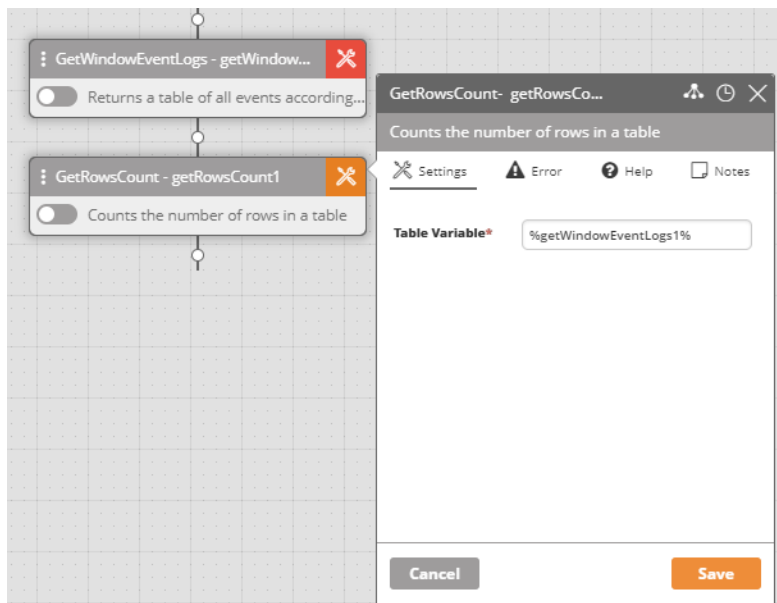 GetWindowEventLogs - getWindow...
Returns a table of all events according...
GetRowsCount - getRowsCount1
Counts the number of rows in a table
GetRowsCount- getRowsCo...
Counts the number of rows in a table
Settings Error Help Notes
Table Variable* %getWindowEventLogs1%
Cancel Save